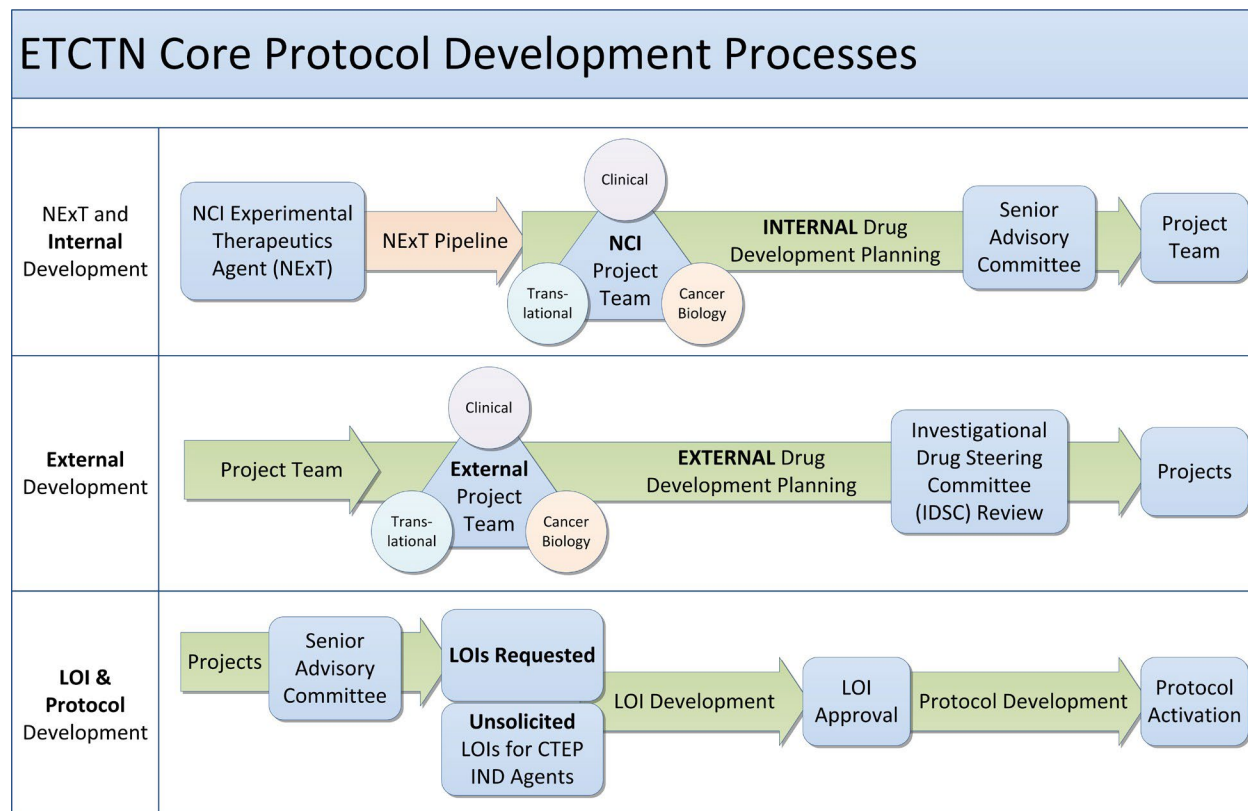 ETCTN Core Protocol Development Processes
NExT and
Internal
Development
NCI Experimental
Therapeutics
Agent (NExT)
NExT Pipeline
Clinical
NCI
Project
Team
Trans-
lational
Cancer
Biology
INTERNAL Drug
Development Planning
Senior
Advisory
Committee
Project
Team
External
Development
Project Team
Clinical
External
Project
Team
Trans-
lational
Cancer
Biology
EXTERNAL Drug
Development Planning
Investigational
Drug Steering
Committee
(IDSC) Review
Projects
LOI &
Protocol
Development
Projects
Senior
Advisory
Committee
LOIs Requested
Unsolicited
LOIs for CTEP
IND Agents
LOI Development
LOI
Approval
Protocol Development
Protocol
Activation